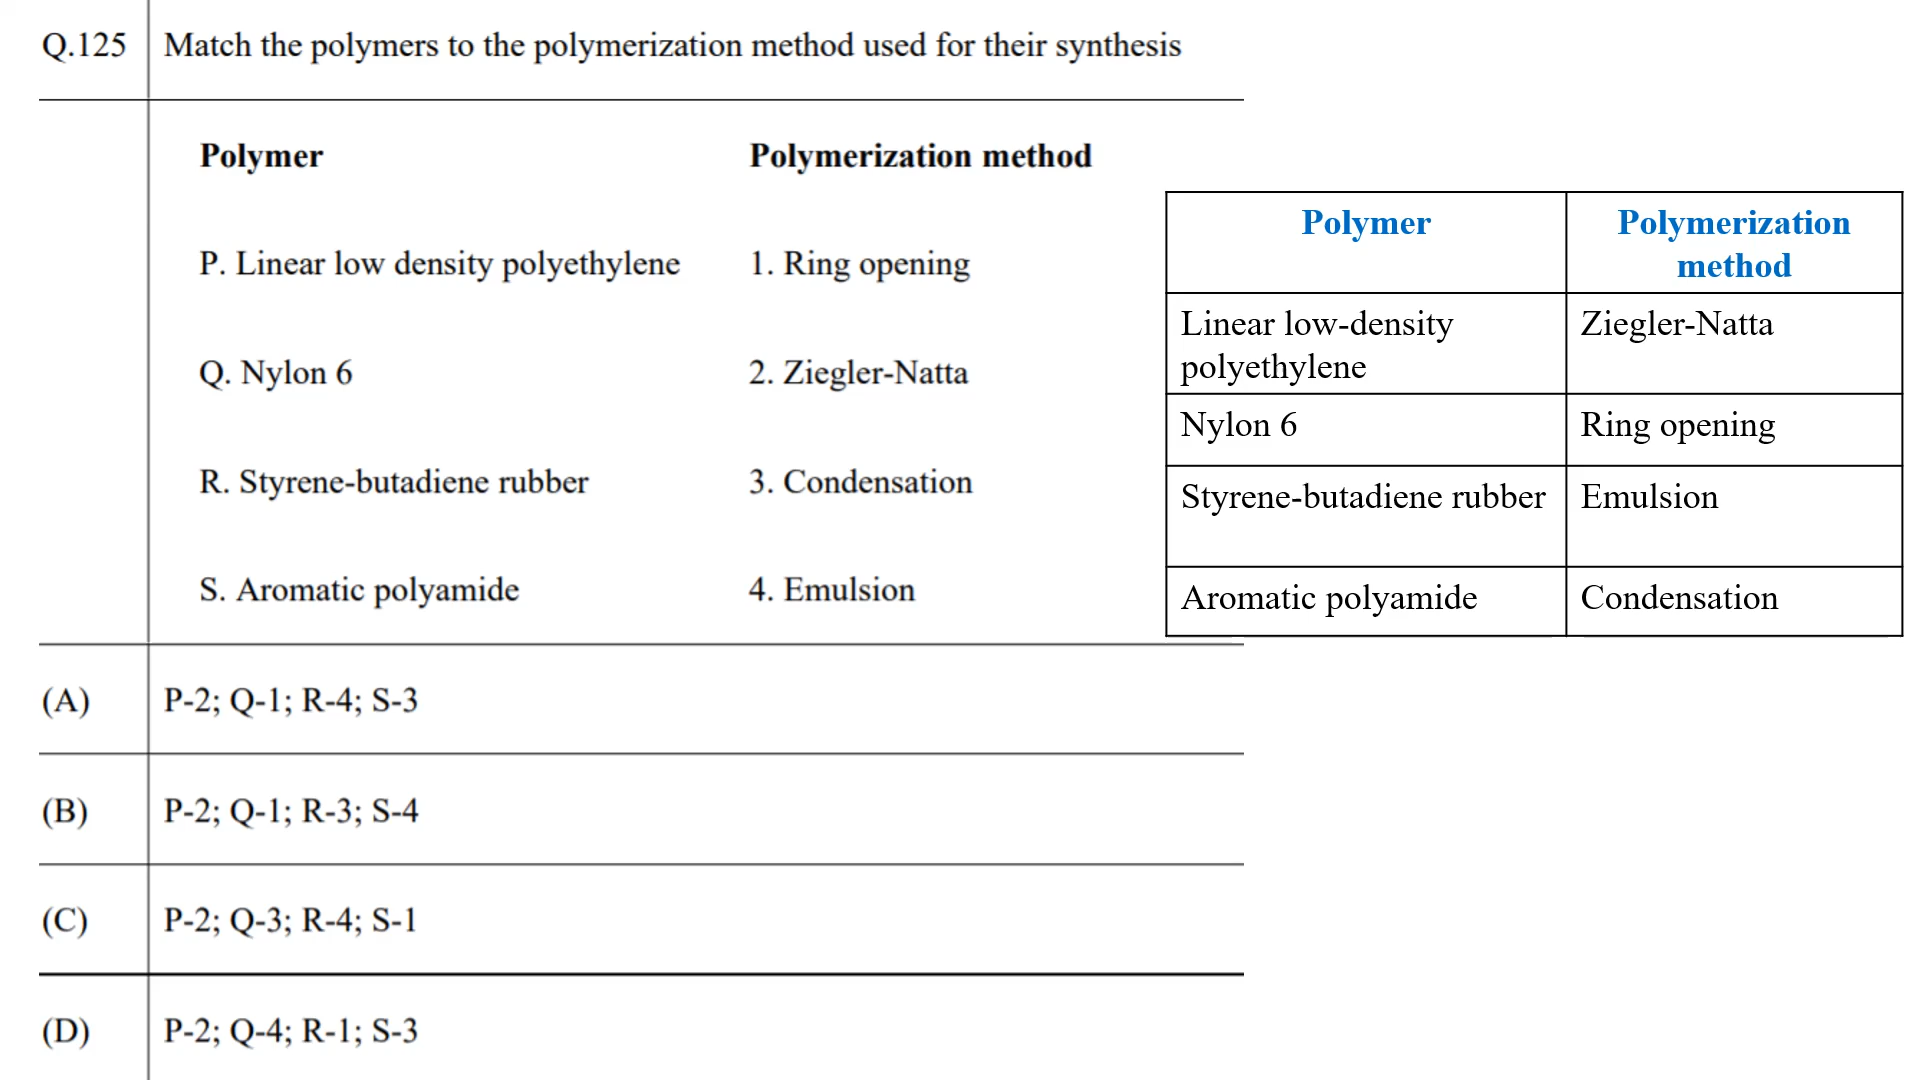 Q.125 Match the polymers to the polymerization method used for their synthesis
Polymer Polymerization method
P. Linear low density polyethylene 1. Ring opening
Q. Nylon 6 2. Ziegler-Natta
R. Styrene-butadiene rubber 3. Condensation
S. Aromatic polyamide 4. Emulsion
Polymer Polymerization
method
Linear low-density Ziegler-Natta
polyethylene
Nylon 6 Ring opening
Styrene-butadiene rubber Emulsion
Aromatic polyamide Condensation
(A) P-2; Q-1; R-4; S-3
(B) P-2; Q-1; R-3; S-4
(C) P-2; Q-3; R-4; S-1
(D) P-2; Q-4; R-1; S-3